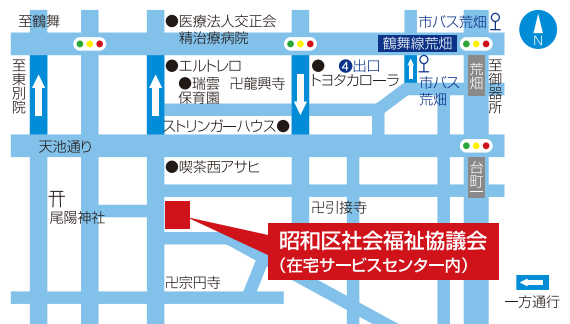 至鶴舞
医療法人交正会
精治療病院
市バス荒畑
鶴舞線荒畑
N
至東別院
エルトレロ
瑞雲
保育園
卍龍興寺
4出口
トヨタカローラ
市バス
荒畑
荒畑
至御器所
ストリンガーハウス
天池通り
喫茶西アサヒ
台町一
尾陽神社
卍引接寺
昭和区社会福祉協議会
(在宅サービスセンター内)
卍宗円寺
一方通行